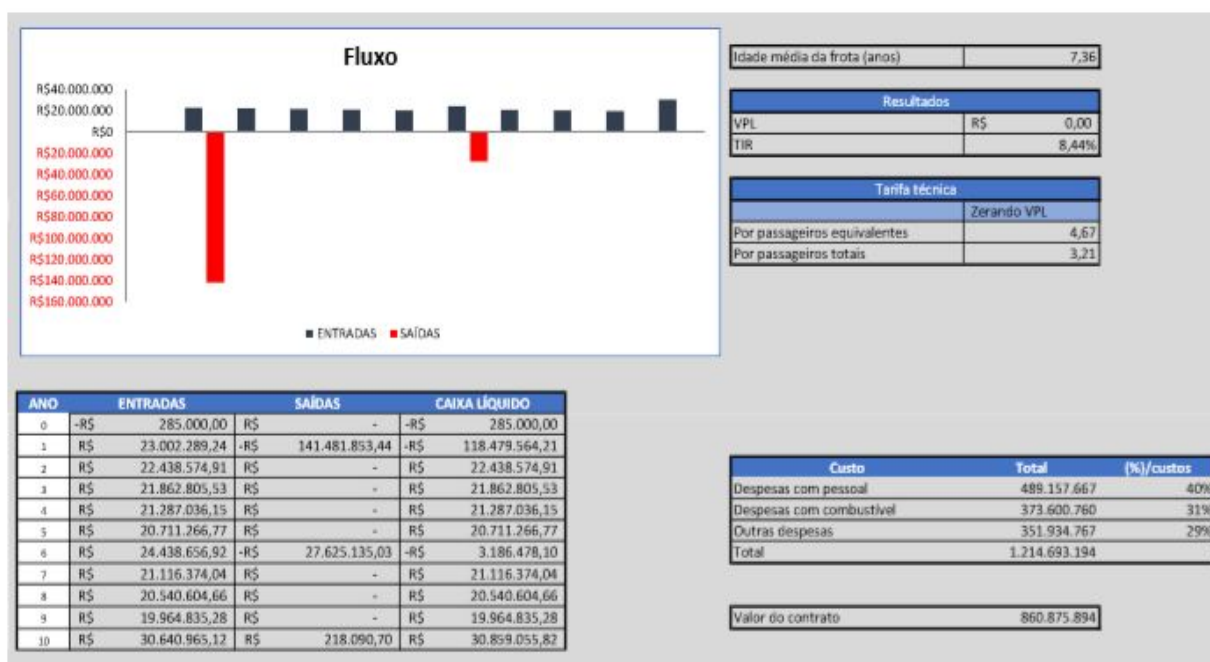 Fluxo
R$40.000.000
R$20.000.000
R$0
R$20.000.000
R$40.000.000
R$60.000.000
R$80.000.000
R$100.000.000
R$120.000.000
R$140.000.000
R$160.000.000
ENTRADAS SAÍDAS
Idade média da frota (anos) 7,36
Resultados
VPL R$ 0,00
TIR 8,44%
Tarifa técnica
Zerando VPL
Por passageiros equivalentes 4,67
Por passageiros totais 3,21
ANO ENTRADAS SAÍDAS CAIXA LÍQUIDO
0 -R$ 285.000,00 R$ - -R$ 285.000,00
1 R$ 23.002.289,24 -R$ 141.481.853,44 -R$ 118.479.564,21
2 R$ 22.438.574,91 R$ - R$ 22.438.574,91
3 R$ 21.862.805,53 R$ - R$ 21.862.805,53
4 R$ 21.287.036,15 R$ - R$ 21.287.036,15
5 R$ 20.711.266,77 R$ - R$ 20.711.266,77
6 R$ 24.438.656,92 -R$ 27.625.135,03 -R$ 3.186.478,10
7 R$ 21.116.374,04 R$ - R$ 21.116.374,04
8 R$ 20.540.604,66 R$ - R$ 20.540.604,66
9 R$ 19.964.835,28 R$ - R$ 19.964.835,28
10 R$ 30.640.965,12 R$ 218.090,70 R$ 30.859.055,82
Custo Total (%)/custos
Despesas com pessoal 489.157.667 40%
Despesas com combustível 373.600.760 31%
Outras despesas 351.934.767 29%
Total 1.214.693.194
Valor do contrato 860.875.894